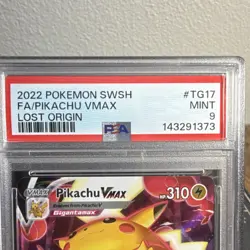 2022 POKEMON SWSH #TG17
FA/PIKACHU VMAX MINT
LOST ORIGIN 9
PSA 143291373
Pikachu VMAX HP 310
Evolves from Pikachu V
Gigantamax